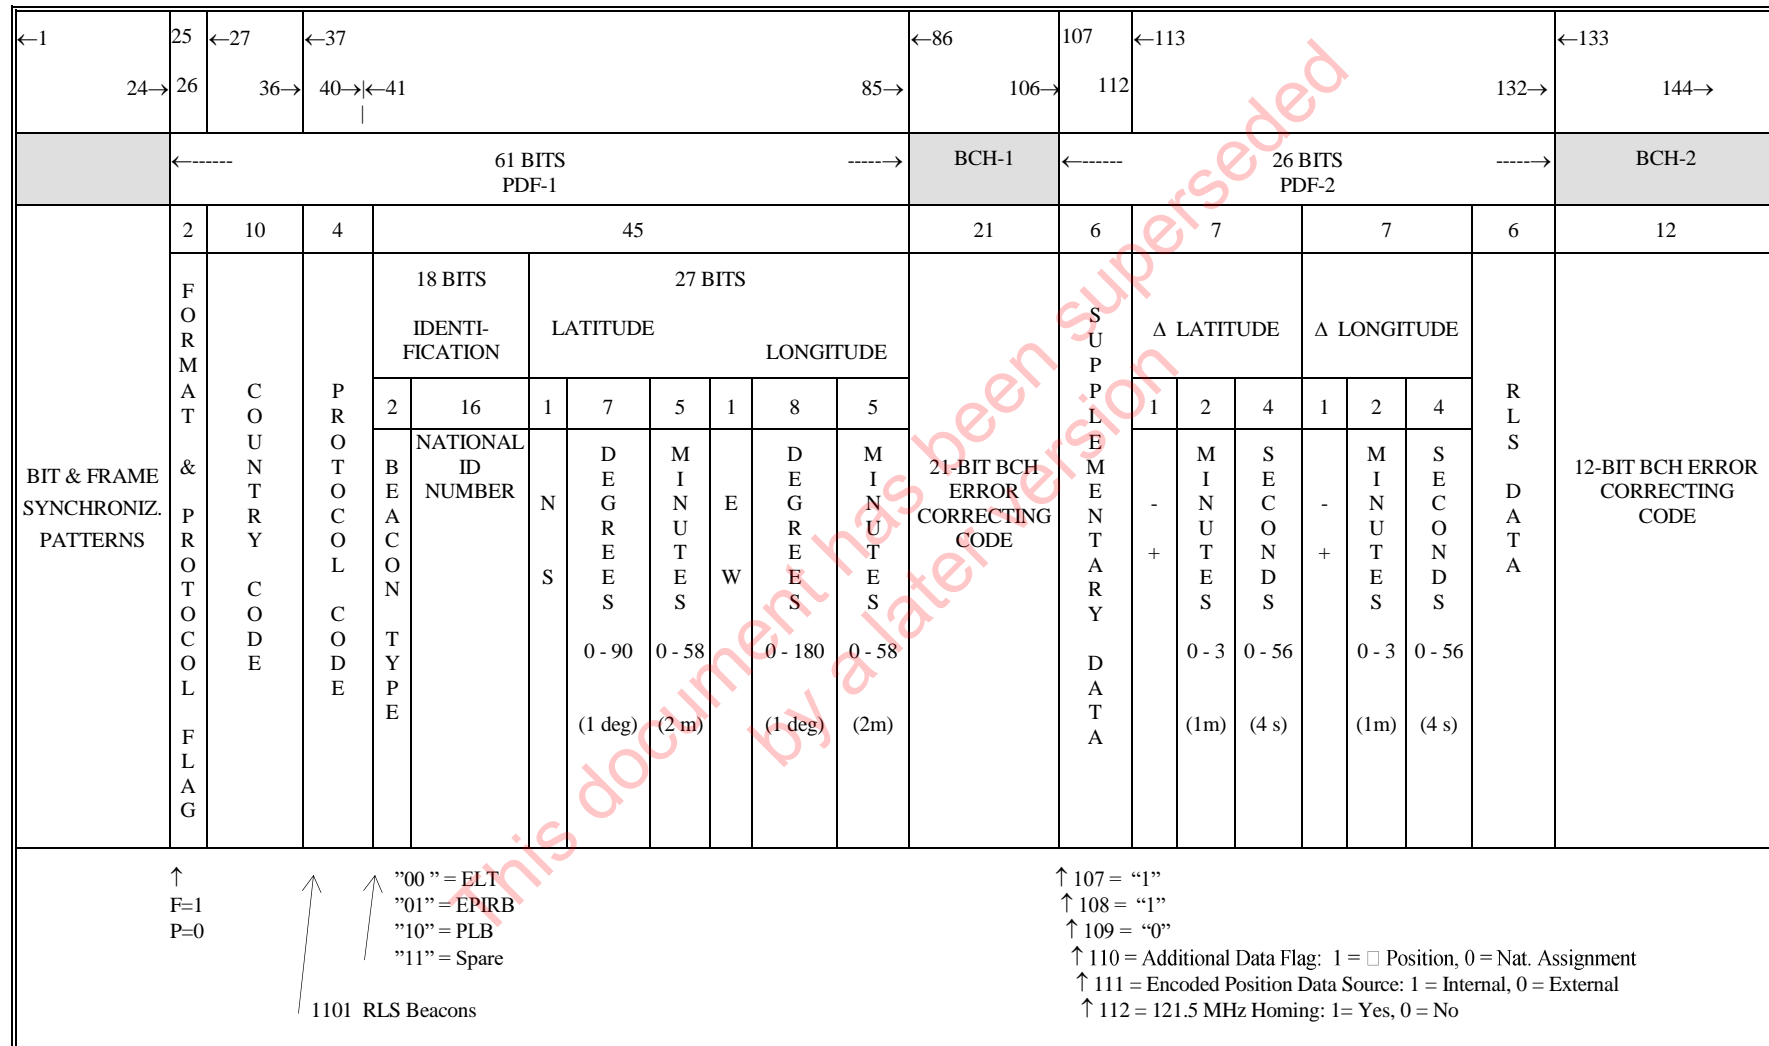 ←1 25 ←27 ←37 ←86 107 ←113 ←133
24→ 26 36→ 40→|←41 85→ 106→ 112 132→ 144→
|
←------ 61 BITS -----→ BCH-1 ←------ 26 BITS -----→ BCH-2
PDF-1 PDF-2
2 10 4 45 21 6 7 7 6 12
18 BITS 27 BITS
IDENTI-
FICATION
LATITUDE
LONGITUDE
Δ LATITUDE Δ LONGITUDE
2 16 1 7 5 1 8 5 1 2 4 1 2 4
BIT & FRAME
SYNCHRONIZ.
PATTERNS
FORMAT & PROTOCOL FLAG
COUNTRY CODE
PROTOCOL CODE
BEACON TYPE
NATIONAL
ID
NUMBER
N
S
DEGREES
0 - 90
(1 deg)
MINUTES
0 - 58
(2 m)
E
W
DEGREES
0 - 180
(1 deg)
MINUTES
0 - 58
(2m)
21-BIT BCH
ERROR
CORRECTING
CODE
SUPPLEMENTARY DATA
-
+
MINUTES
0 - 3
(1m)
SECONDS
0 - 56
(4 s)
-
+
MINUTES
0 - 3
(1m)
SECONDS
0 - 56
(4 s)
RLS DATA
12-BIT BCH ERROR
CORRECTING
CODE
↑
F=1
P=0
"00 " = ELT
"01" = EPIRB
"10" = PLB
"11" = Spare
1101 RLS Beacons
↑ 107 = “1”
↑ 108 = “1”
↑ 109 = “0”
↑ 110 = Additional Data Flag: 1 = □ Position, 0 = Nat. Assignment
↑ 111 = Encoded Position Data Source: 1 = Internal, 0 = External
↑ 112 = 121.5 MHz Homing: 1= Yes, 0 = No
This document has been superseded
by a later version